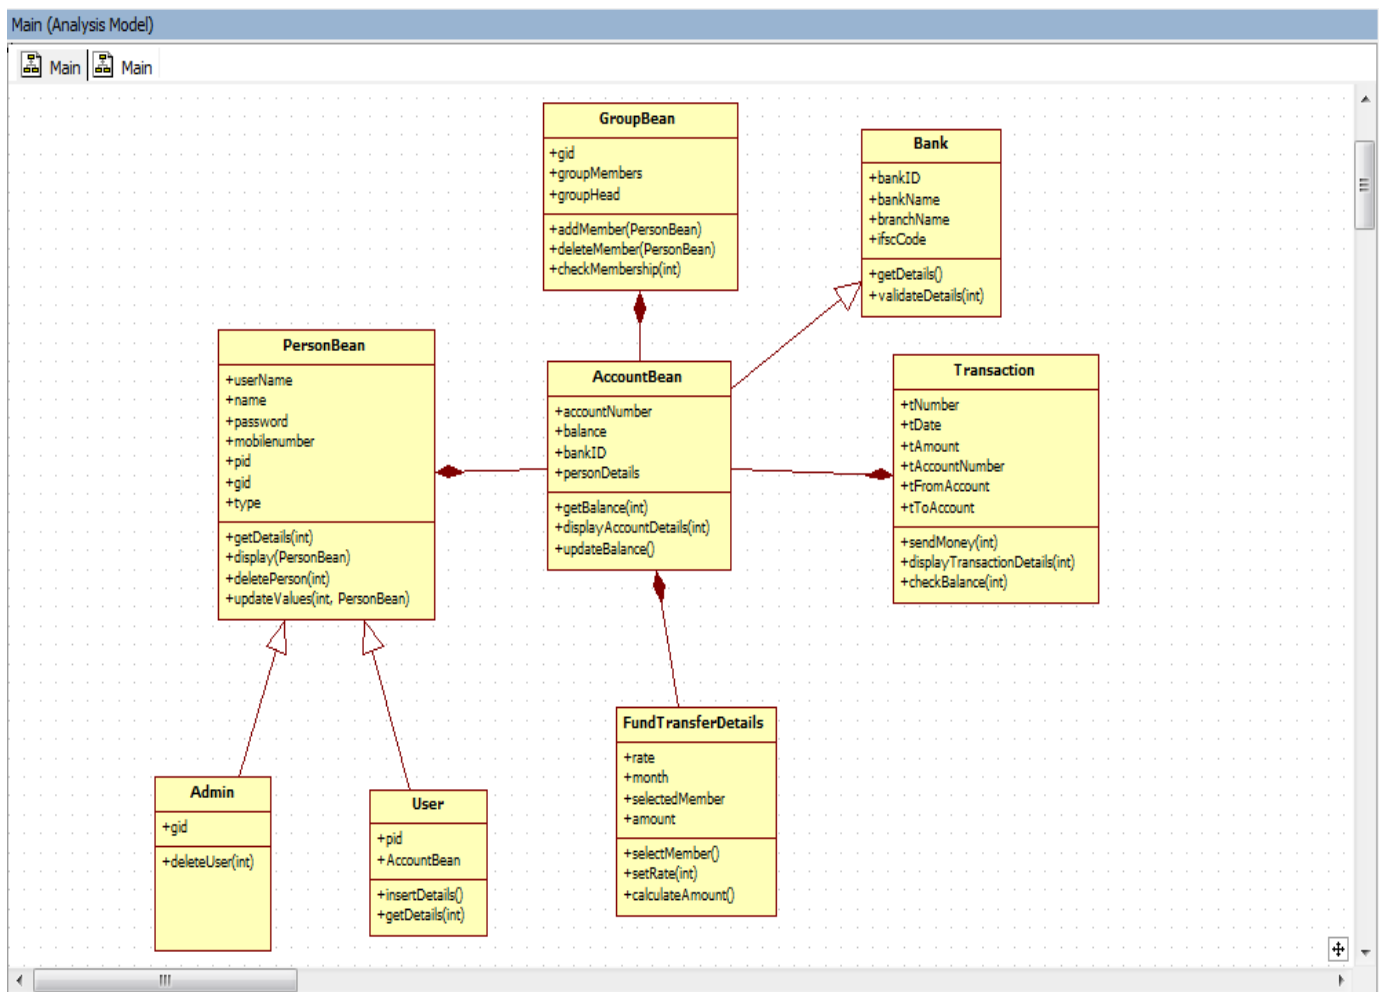 Main (Analysis Model)
Main
Main
GroupBean
+gid
+groupMembers
+groupHead
+addMember(PersonBean)
+deleteMember(PersonBean)
+checkMembership(int)
Bank
+bankID
+bankName
+branchName
+ifscCode
+getDetails()
+validateDetails(int)
PersonBean
+userName
+name
+password
+mobilenumber
+pid
+gid
+type
+getDetails(int)
+display(PersonBean)
+deletePerson(int)
+updateValues(int, PersonBean)
AccountBean
+accountNumber
+balance
+bankID
+personDetails
+getBalance(int)
+displayAccountDetails(int)
+updateBalance()
Transaction
+tNumber
+tDate
+tAmount
+tAccountNumber
+tFromAccount
+tToAccount
+sendMoney(int)
+displayTransactionDetails(int)
+checkBalance(int)
Admin
+gid
+deleteUser(int)
User
+pid
+AccountBean
+insertDetails()
+getDetails(int)
FundTransferDetails
+rate
+month
+selectedMember
+amount
+selectMember()
+setRate(int)
+calculateAmount()